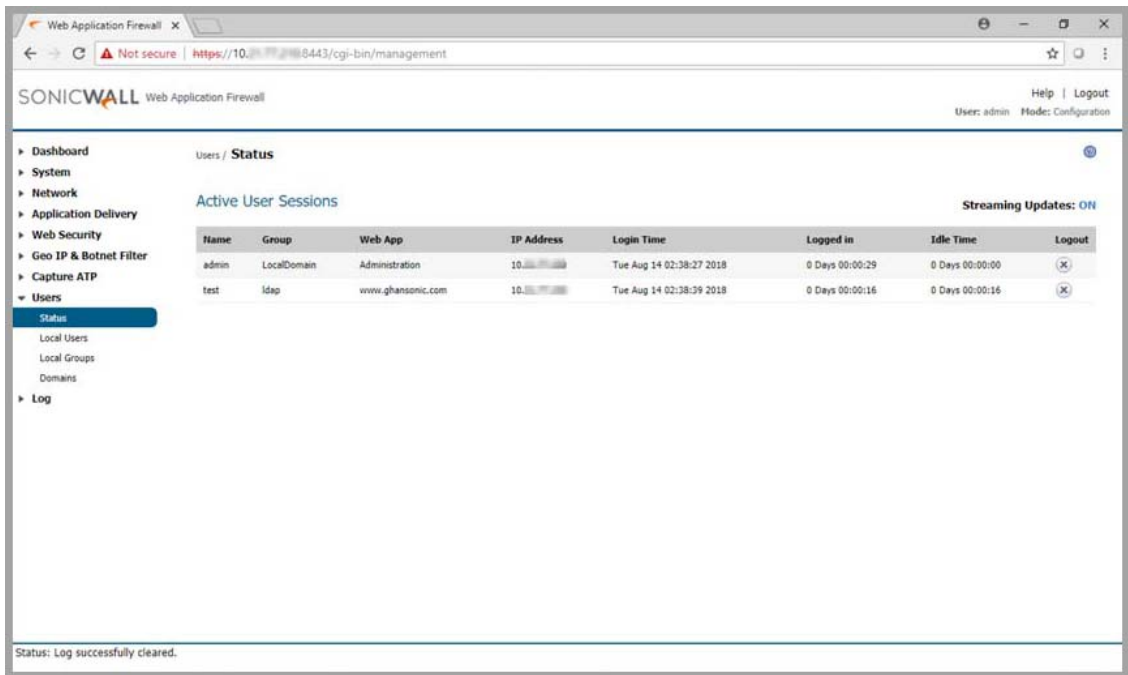 Web Application Firewall
Not secure | https://10. 8443/cgi-bin/management
SONICWALL Web Application Firewall
Help | Logout
User: admin Mode: Configuration
Dashboard
System
Network
Application Delivery
Web Security
Geo IP & Botnet Filter
Capture ATP
Users
Status
Local Users
Local Groups
Domains
Log
Users / Status
Active User Sessions
Streaming Updates: ON
Name Group Web App IP Address Login Time Logged in Idle Time Logout
admin LocalDomain Administration 10. Tue Aug 14 02:38:27 2018 0 Days 00:00:29 0 Days 00:00:00
test ldap www.ghansonic.com 10. Tue Aug 14 02:38:39 2018 0 Days 00:00:16 0 Days 00:00:16
Status: Log successfully cleared.